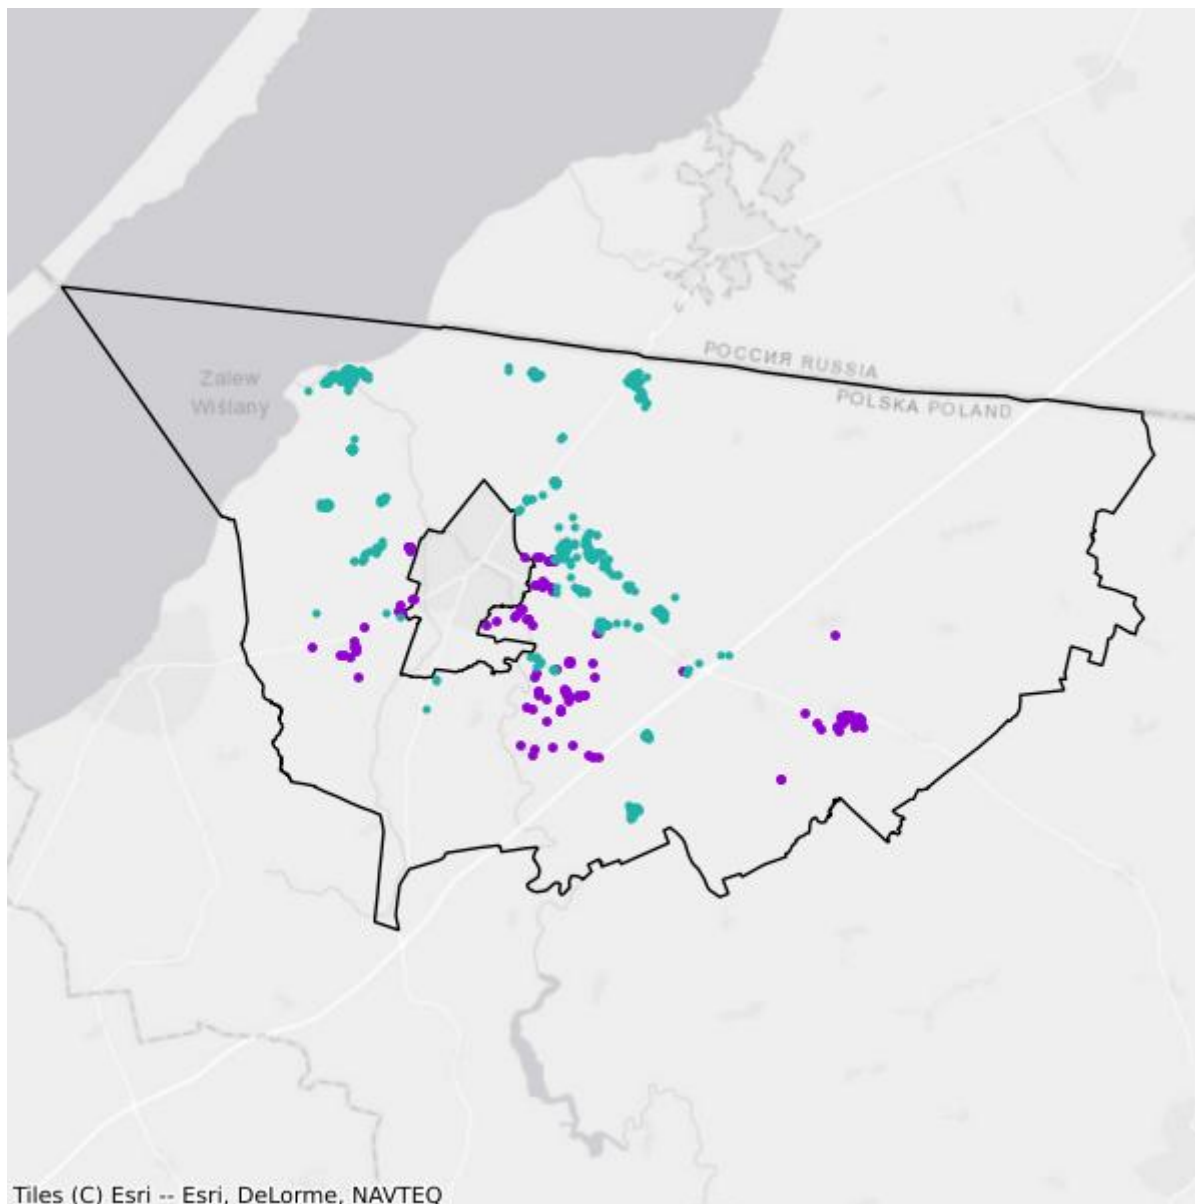 РОССИЯ RUSSIA
Zalew
Wiślany
POLSKA POLAND
Tiles (C) Esri -- Esri, DeLorme, NAVTEQ